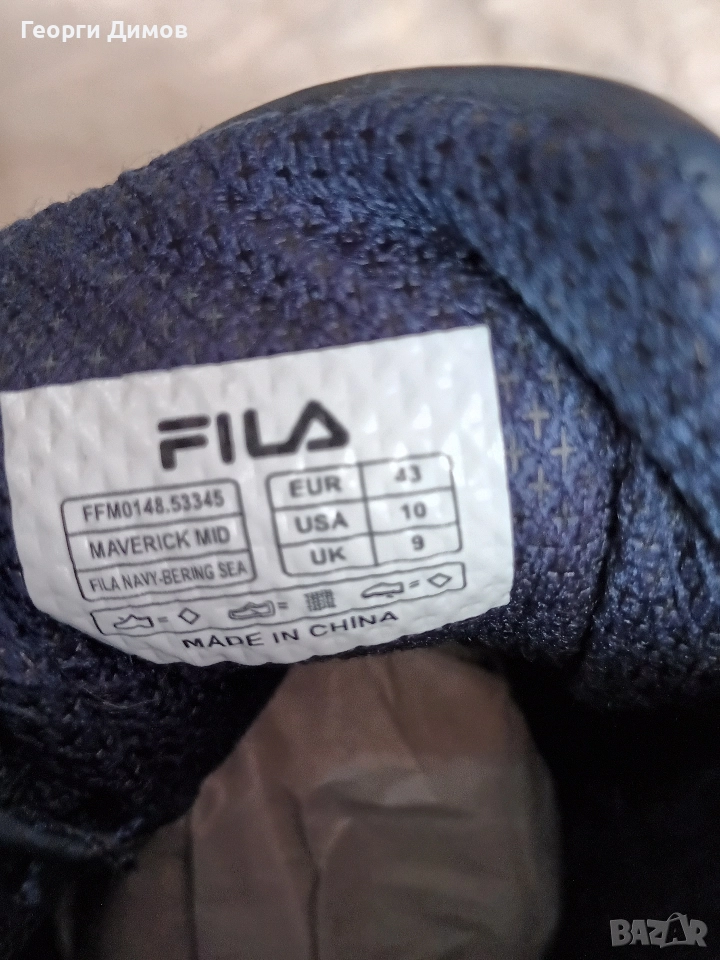 Георги Димов
FILA
FFM0148.53345
MAVERICK MID
FILA NAVY-BERING SEA
EUR 43
USA 10
UK 9
MADE IN CHINA
BAZAR